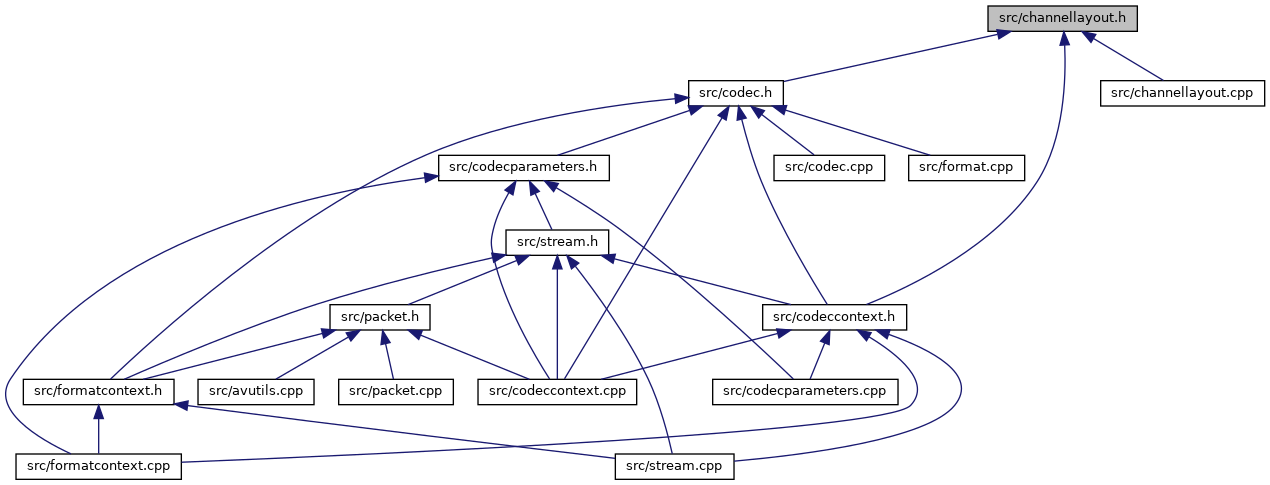 src/channellayout.h
src/codec.h
src/channellayout.cpp
src/codecparameters.h
src/codec.cpp
src/format.cpp
src/stream.h
src/packet.h
src/codeccontext.h
src/formatcontext.h
src/avutils.cpp
src/packet.cpp
src/codeccontext.cpp
src/codecparameters.cpp
src/formatcontext.cpp
src/stream.cpp